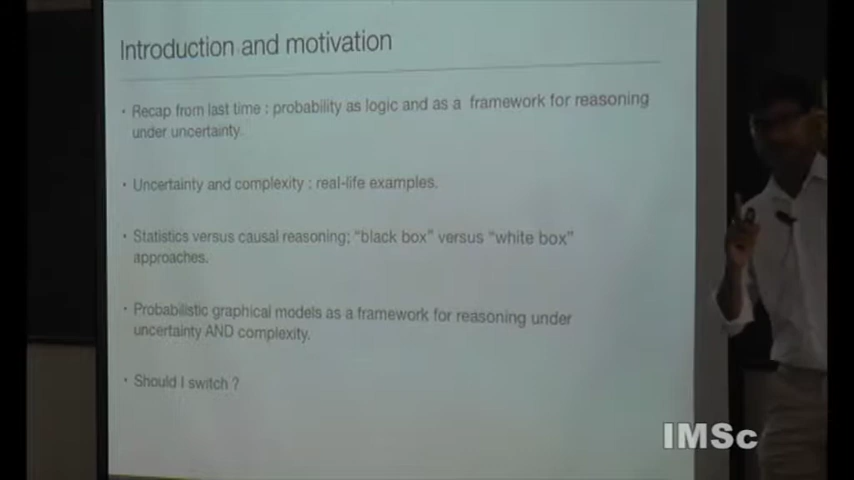 Introduction and motivation
• Recap from last time : probability as logic and as a framework for reasoning
under uncertainty.
• Uncertainty and complexity : real-life examples.
• Statistics versus causal reasoning; “black box” versus “white box”
approaches.
• Probabilistic graphical models as a framework for reasoning under
uncertainty AND complexity.
• Should I switch ?
IMSc